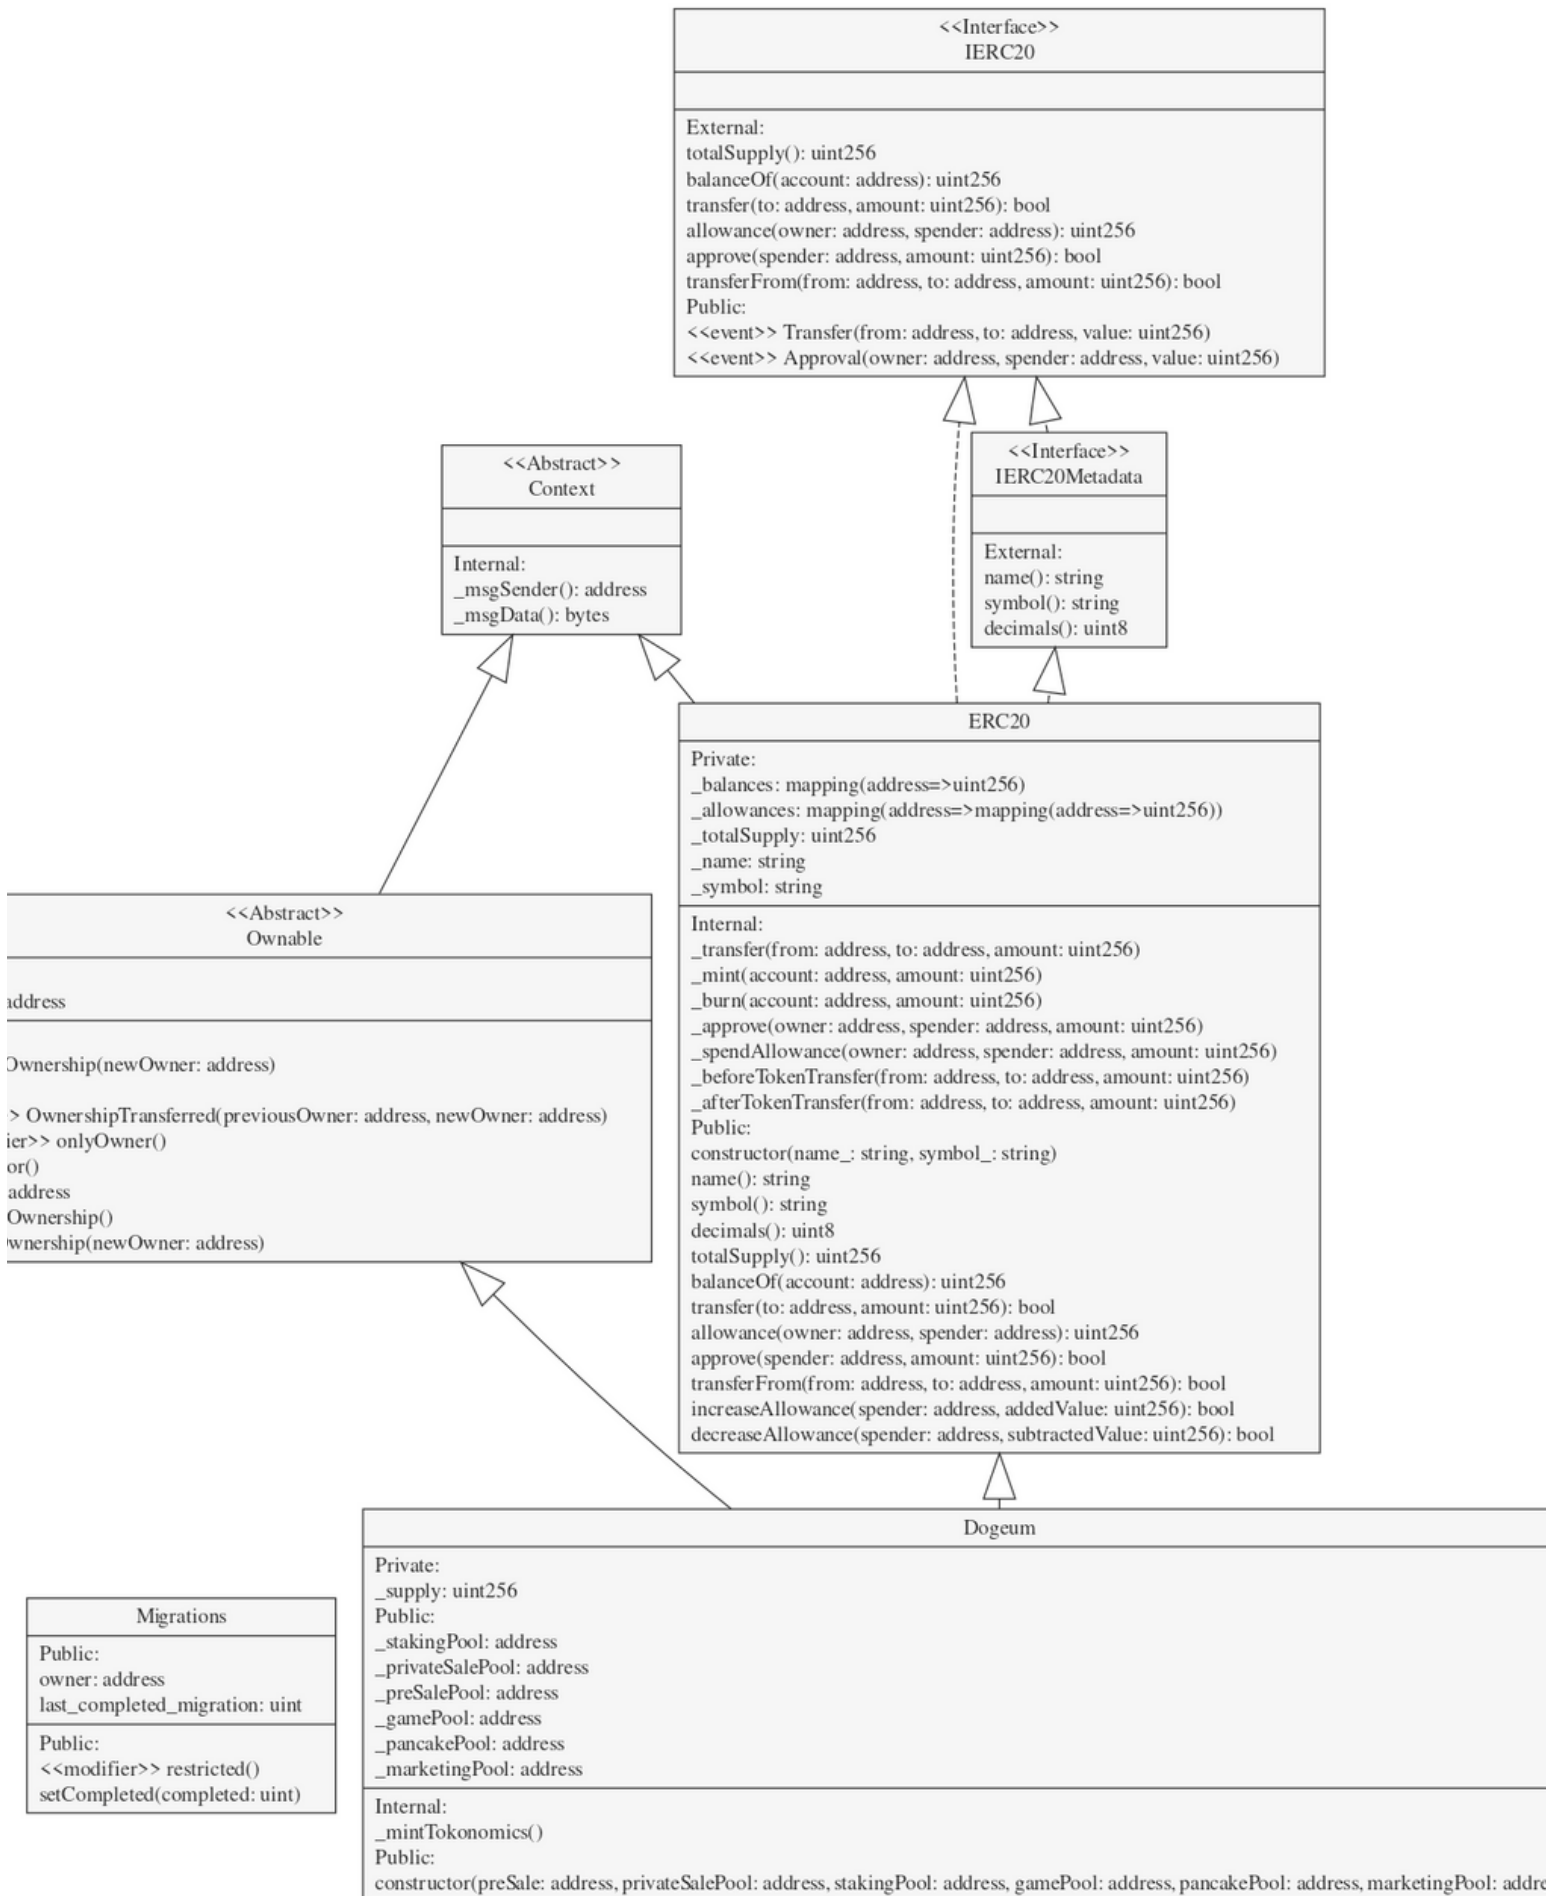 <<Interface>>
IERC20
External:
totalSupply(): uint256
balanceOf(account: address): uint256
transfer(to: address, amount: uint256): bool
allowance(owner: address, spender: address): uint256
approve(spender: address, amount: uint256): bool
transferFrom(from: address, to: address, amount: uint256): bool
Public:
<<event>> Transfer(from: address, to: address, value: uint256)
<<event>> Approval(owner: address, spender: address, value: uint256)
<<Abstract>>
Context
Internal:
_msgSender(): address
_msgData(): bytes
<<Interface>>
IERC20Metadata
External:
name(): string
symbol(): string
decimals(): uint8
<<Abstract>>
Ownable
address
Ownership(newOwner: address)
> OwnershipTransferred(previousOwner: address, newOwner: address)
ier>> onlyOwner()
or()
address
Ownership()
wnership(newOwner: address)
ERC20
Private:
_balances: mapping(address=>uint256)
_allowances: mapping(address=>mapping(address=>uint256))
_totalSupply: uint256
_name: string
_symbol: string
Internal:
_transfer(from: address, to: address, amount: uint256)
_mint(account: address, amount: uint256)
_burn(account: address, amount: uint256)
_approve(owner: address, spender: address, amount: uint256)
_spendAllowance(owner: address, spender: address, amount: uint256)
_beforeTokenTransfer(from: address, to: address, amount: uint256)
_afterTokenTransfer(from: address, to: address, amount: uint256)
Public:
constructor(name_: string, symbol_: string)
name(): string
symbol(): string
decimals(): uint8
totalSupply(): uint256
balanceOf(account: address): uint256
transfer(to: address, amount: uint256): bool
allowance(owner: address, spender: address): uint256
approve(spender: address, amount: uint256): bool
transferFrom(from: address, to: address, amount: uint256): bool
increaseAllowance(spender: address, addedValue: uint256): bool
decreaseAllowance(spender: address, subtractedValue: uint256): bool
Migrations
Public:
owner: address
last_completed_migration: uint
Public:
<<modifier>> restricted()
setCompleted(completed: uint)
Dogeum
Private:
_supply: uint256
Public:
_stakingPool: address
_privateSalePool: address
_preSalePool: address
_gamePool: address
_pancakePool: address
_marketingPool: address
Internal:
_mintTokonomics()
Public:
constructor(preSale: address, privateSalePool: address, stakingPool: address, gamePool: address, pancakePool: address, marketingPool: addre